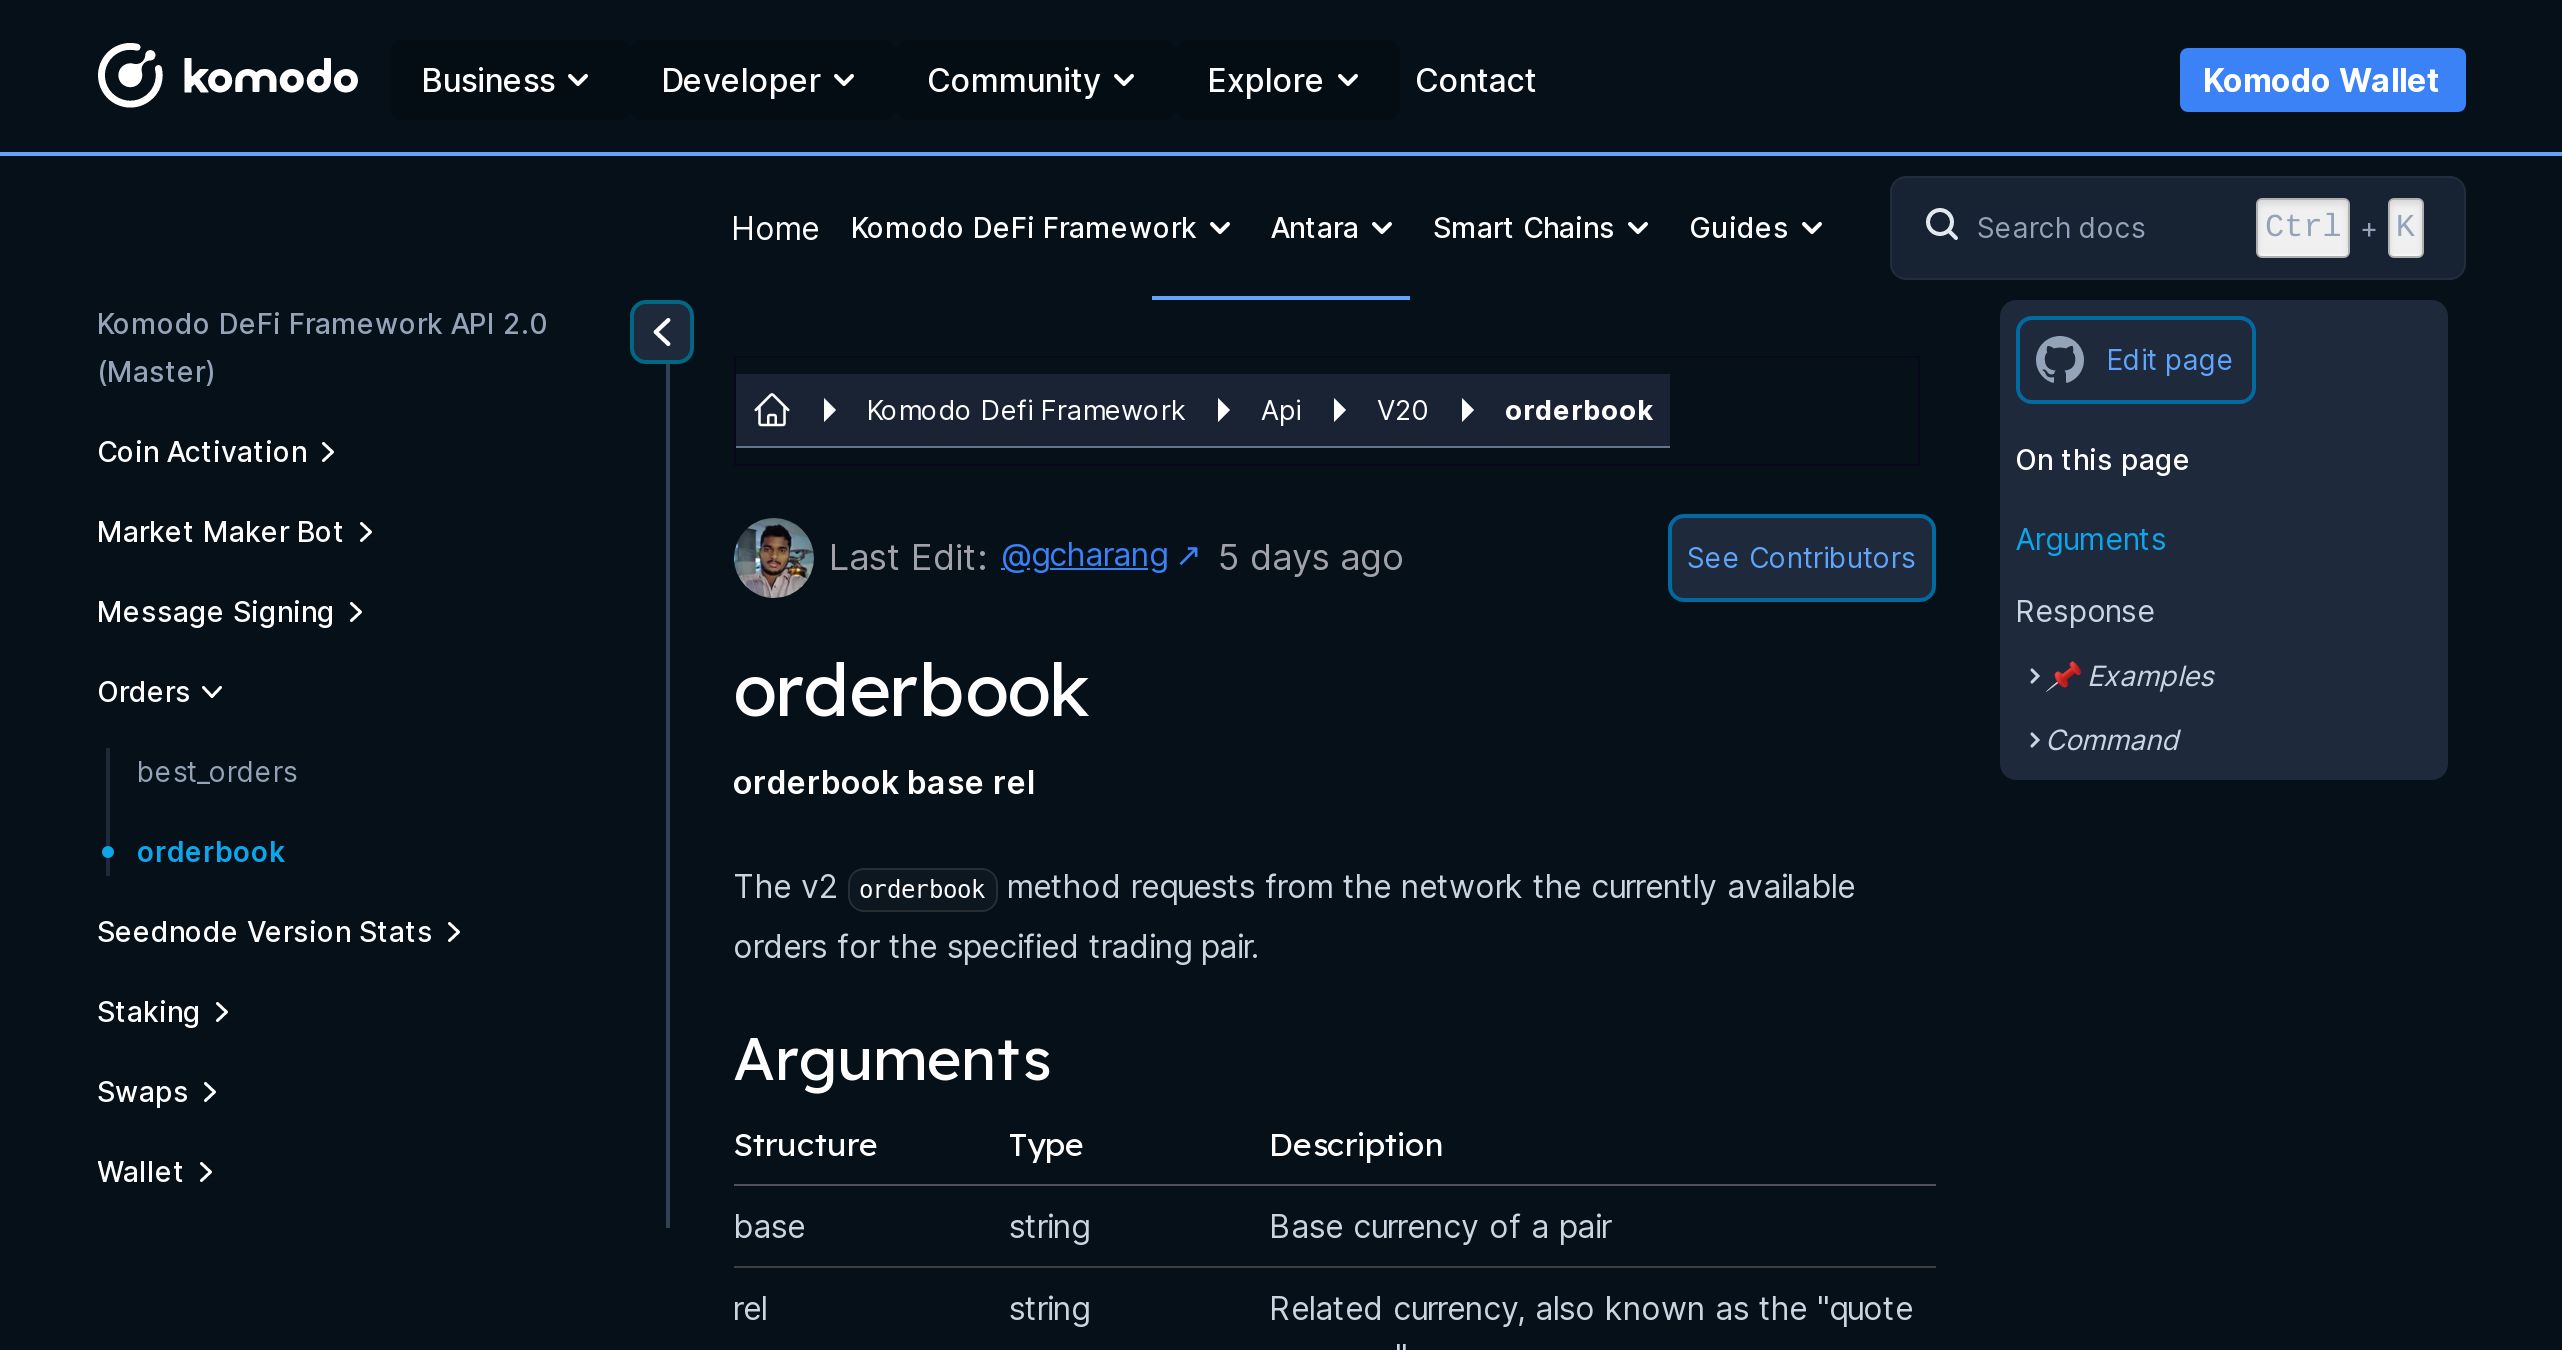 komodo
Business
Developer
Community
Explore
Contact
Komodo Wallet
Home
Komodo DeFi Framework
Antara
Smart Chains
Guides
Search docs
Ctrl + K
Komodo DeFi Framework API 2.0
(Master)
Coin Activation
Market Maker Bot
Message Signing
Orders
best_orders
orderbook
Seednode Version Stats
Staking
Swaps
Wallet
Komodo Defi Framework
Api
V20
orderbook
Last Edit: @gcharang ↗ 5 days ago
See Contributors
orderbook
orderbook base rel
The v2 orderbook method requests from the network the currently available
orders for the specified trading pair.
Arguments
Structure Type Description
base string Base currency of a pair
rel string Related currency, also known as the "quote
Edit page
On this page
Arguments
Response
📌 Examples
Command